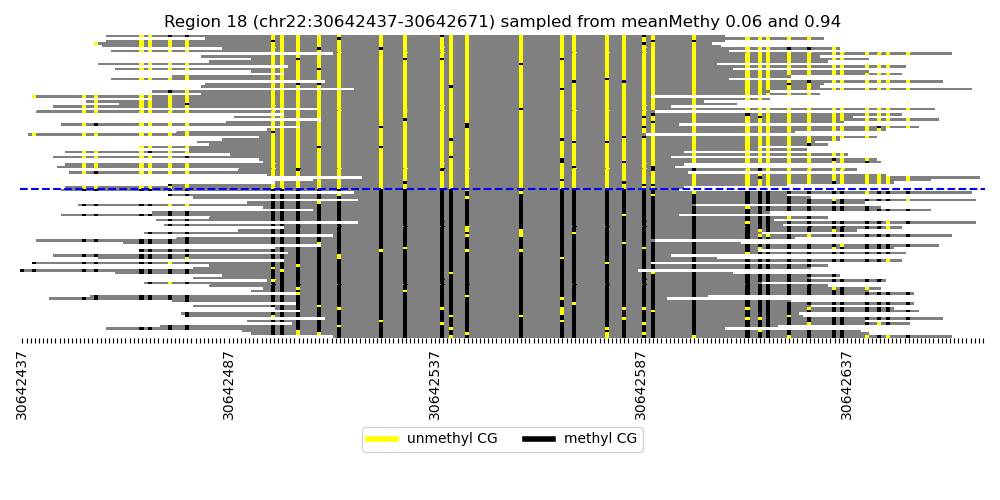 Region 18 (chr22:30642437-30642671) sampled from meanMethy 0.06 and 0.94
30642437
30642487
30642537
30642587
30642637
unmethyl CG
methyl CG